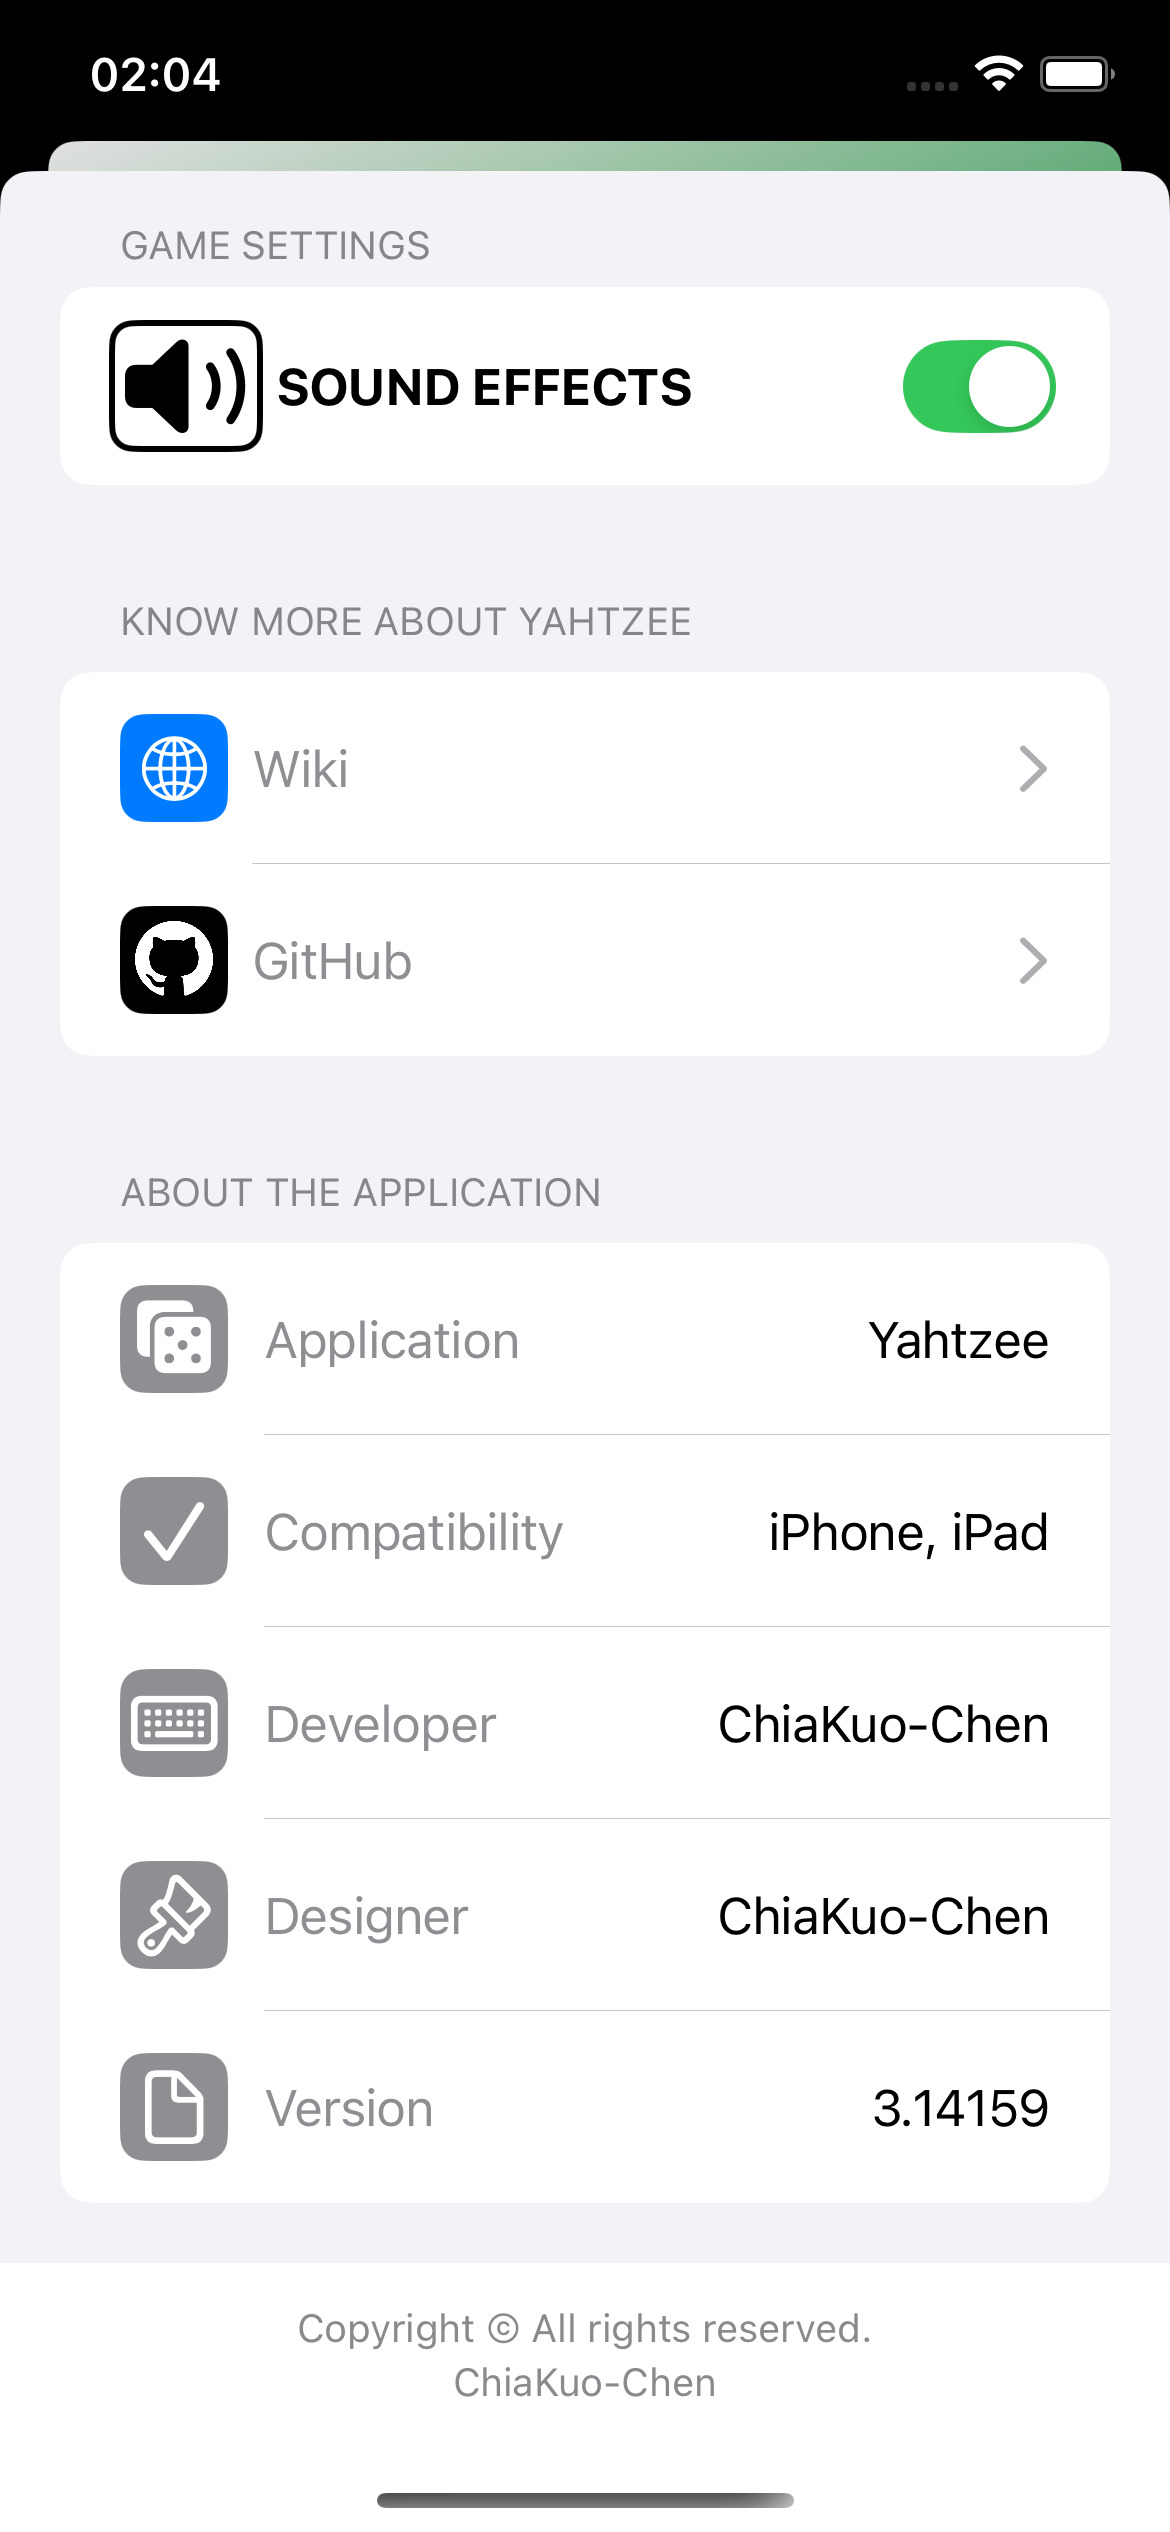 02:04
GAME SETTINGS
SOUND EFFECTS
KNOW MORE ABOUT YAHTZEE
Wiki
GitHub
ABOUT THE APPLICATION
Application Yahtzee
Compatibility iPhone, iPad
Developer ChiaKuo-Chen
Designer ChiaKuo-Chen
Version 3.14159
Copyright © All rights reserved.
ChiaKuo-Chen